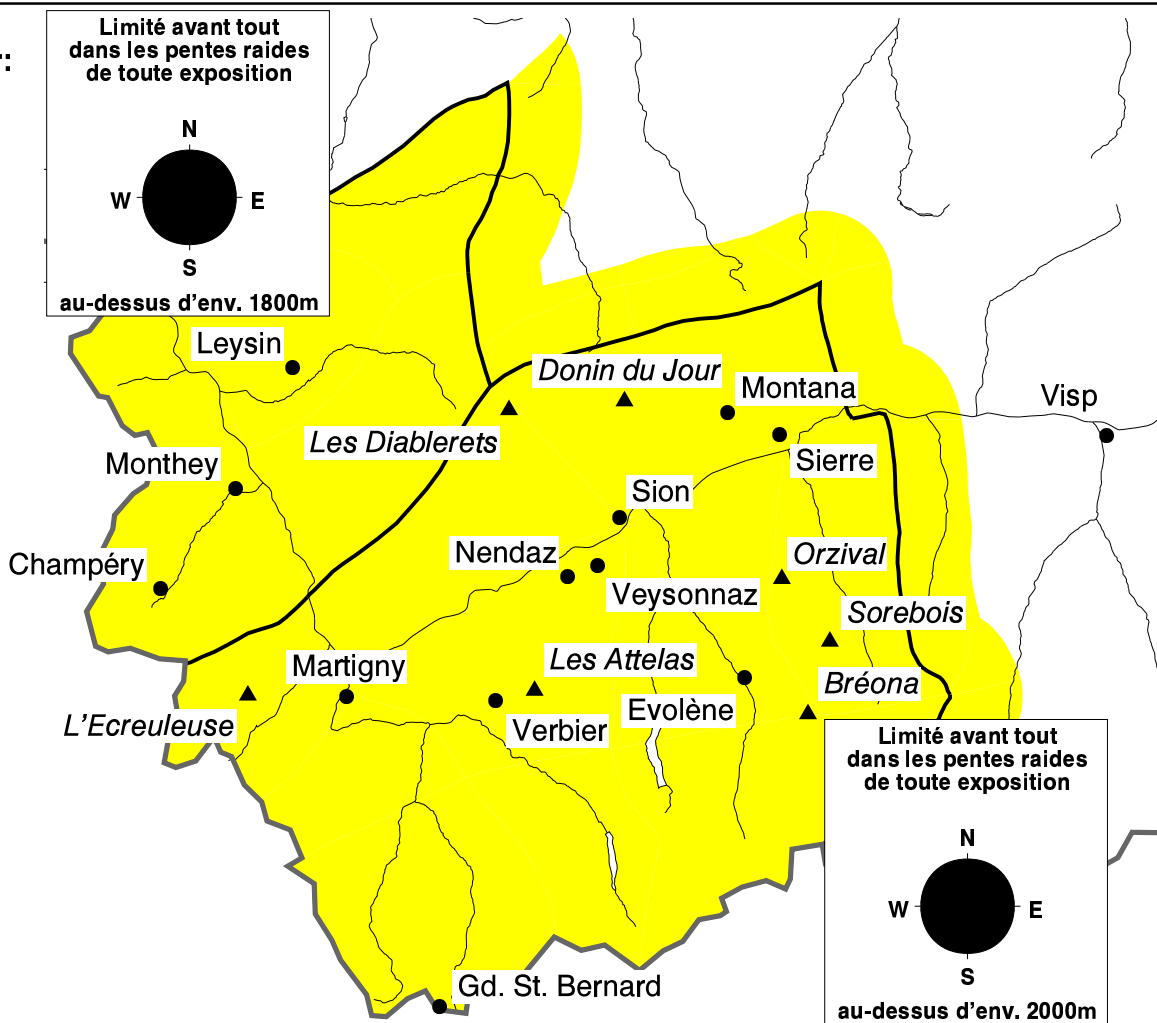 Limité avant tout
dans les pentes raides
de toute exposition
N
W E
S
au-dessus d'env. 1800m
Leysin
Donin du Jour
Montana
Visp
Les Diablerets
Sierre
Monthey
Sion
Nendaz
Orzival
Champéry
Veysonnaz
Sorebois
Martigny
Les Attelas
Bréona
L'Ecreuleuse
Verbier
Evolène
Limité avant tout
dans les pentes raides
de toute exposition
N
W E
S
au-dessus d'env. 2000m
Gd. St. Bernard